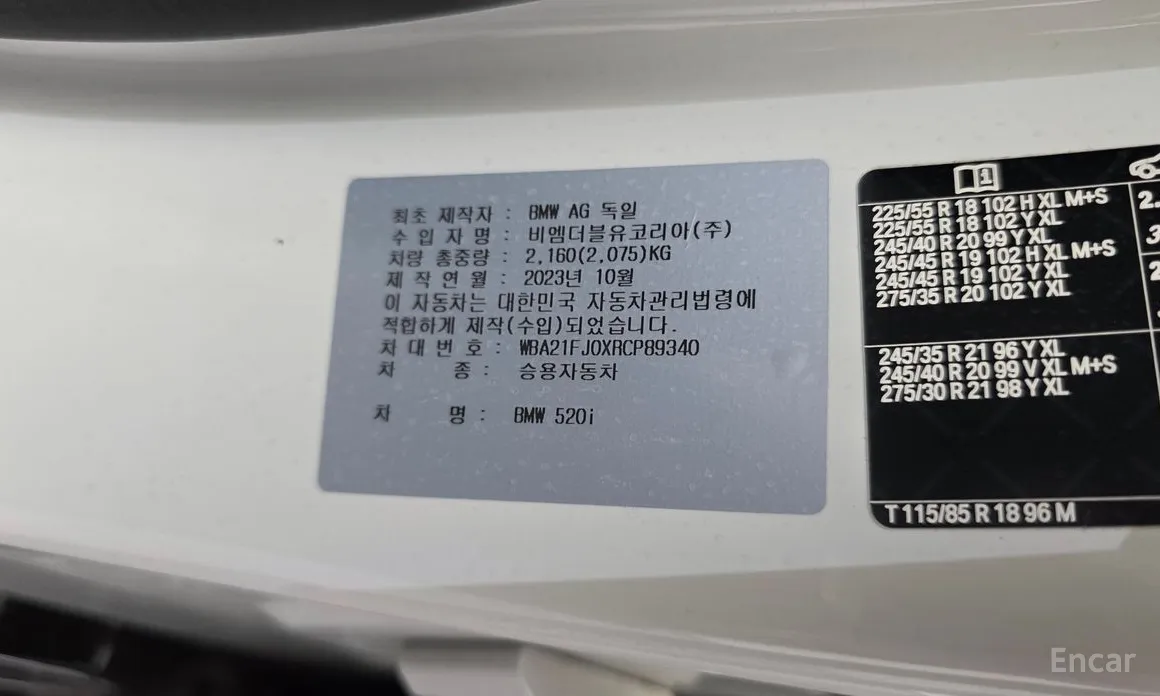 최초 제작자 : BMW AG 독일
수 입 자 명 : 비엠더블유코리아(주)
차량 총중량 : 2,160(2,075)KG
제 작 연 월 : 2023년 10월
이 자동차는 대한민국 자동차관리법령에
적합하게 제작(수입)되었습니다.
차 대 번 호 : WBA21FJ0XRCP89340
차 종 : 승용자동차
차 명 : BMW 520i
225/55 R 18 102 H XL M+S
225/55 R 18 102 Y XL
245/40 R 20 99 Y XL
245/45 R 19 102 H XL M+S
245/45 R 19 102 Y XL
275/35 R 20 102 Y XL
245/35 R 21 96 Y XL
245/40 R 20 99 V XL M+S
275/30 R 21 98 Y XL
T 115/85 R 18 96 M
Encar